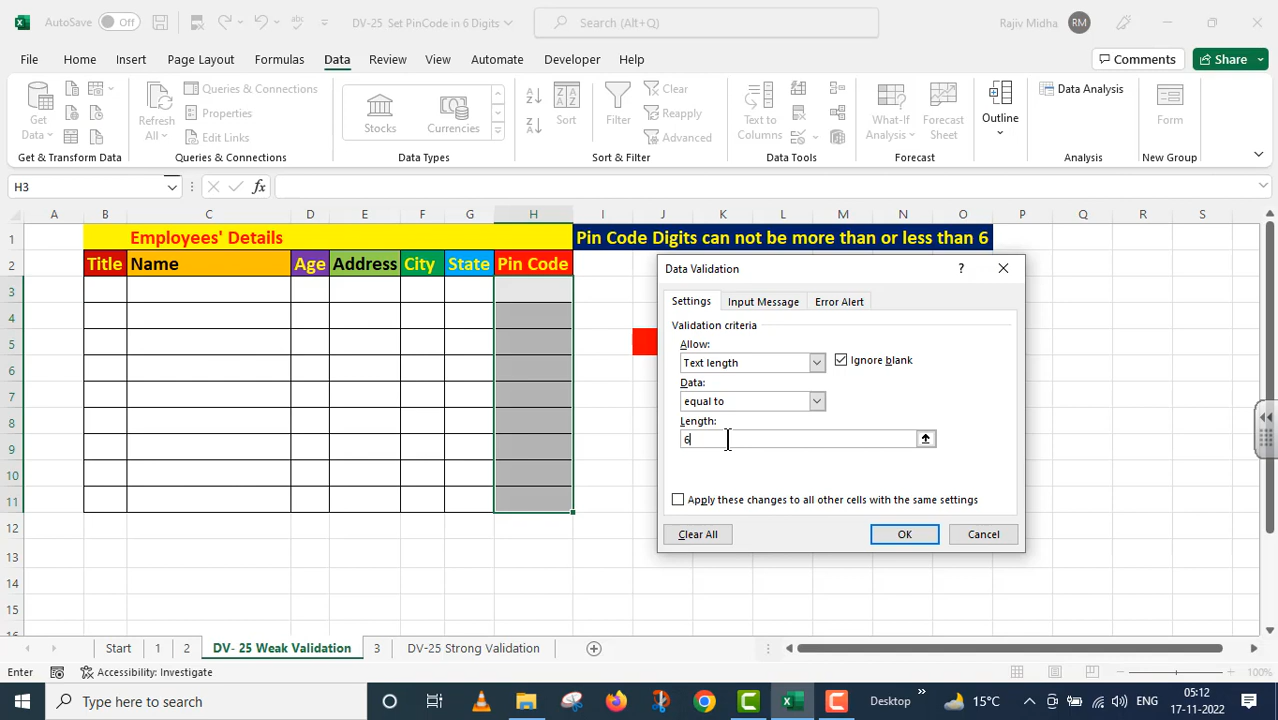 AutoSave Off DV-25 Set PinCode in 6 Digits Search (Alt+Q) Rajiv Midha RM
File Home Insert Page Layout Formulas Data Review View Automate Developer Help Comments Share
Get Data Refresh All Queries & Connections Properties Edit Links Stocks Currencies Sort Filter Clear Reapply Advanced Text to Columns What-If Analysis Forecast Sheet Outline Data Analysis Form
Get & Transform Data Queries & Connections Data Types Sort & Filter Data Tools Forecast Analysis New Group
H3 fx
A B C D E F G H I J K L M N O P Q R S
1 Employees' Details Pin Code Digits can not be more than or less than 6
2 Title Name Age Address City State Pin Code
3
4
5
6
7
8
9
10
11
12
13
14
15
16
Data Validation ?
Settings Input Message Error Alert
Validation criteria
Allow:
Text length Ignore blank
Data:
equal to
Length:
6
Apply these changes to all other cells with the same settings
Clear All OK Cancel
Start 1 2 DV- 25 Weak Validation 3 DV-25 Strong Validation
Enter Accessibility: Investigate 100%
Type here to search Desktop 15°C ENG 05:12
17-11-2022